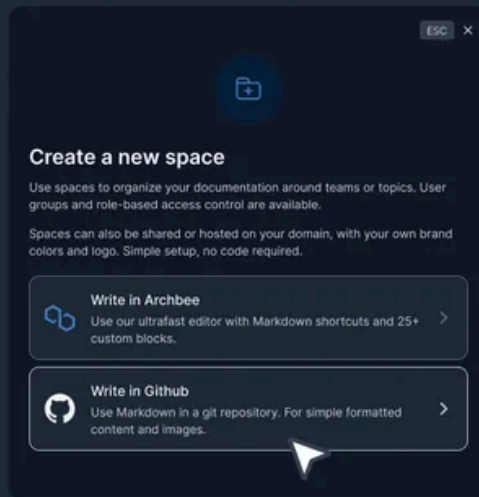 ESC
Create a new space
Use spaces to organize your documentation around teams or topics. User
groups and role-based access control are available.
Spaces can also be shared or hosted on your domain, with your own brand
colors and logo. Simple setup, no code required.
Write in Archbee
Use our ultrafast editor with Markdown shortcuts and 25+
custom blocks.
Write in Github
Use Markdown in a git repository. For simple formatted
content and images.